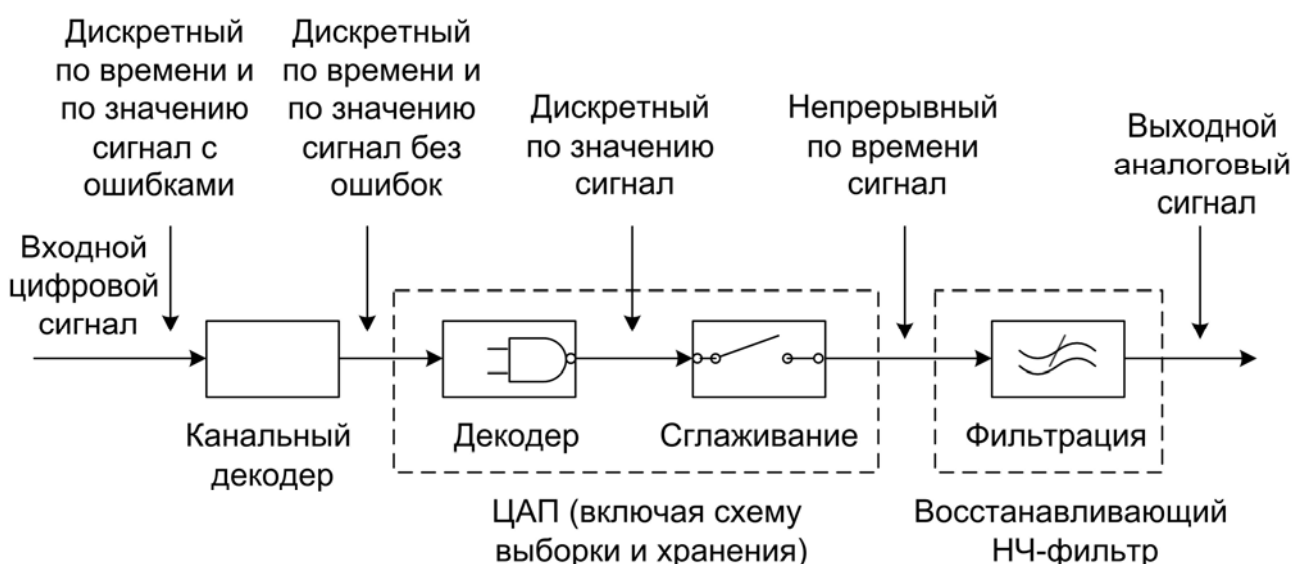 Дискретный
по времени и
по значению
сигнал с
ошибками
Дискретный
по времени и
по значению
сигнал без
ошибок
Дискретный
по значению
сигнал
Непрерывный
по времени
сигнал
Выходной
аналоговый
сигнал
Входной
цифровой
сигнал
Канальный
декодер
Декодер
Сглаживание
Фильтрация
ЦАП (включая схему
выборки и хранения)
Восстанавливающий
НЧ-фильтр